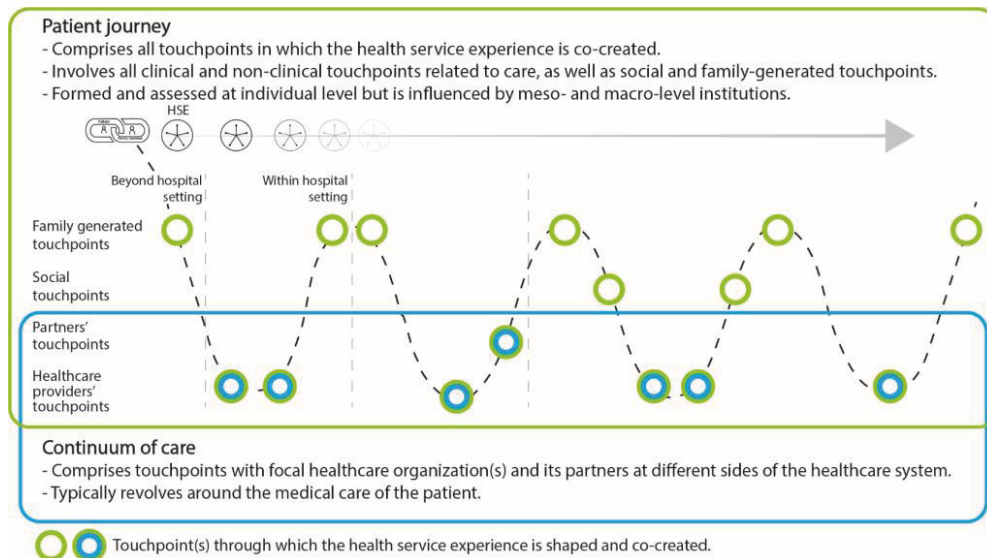 Patient journey
- Comprises all touchpoints in which the health service experience is co-created.
- Involves all clinical and non-clinical touchpoints related to care, as well as social and family-generated touchpoints.
- Formed and assessed at individual level but is influenced by meso- and macro-level institutions.
HSE
Beyond hospital
setting
Within hospital
setting
Family generated
touchpoints
Social
touchpoints
Partners'
touchpoints
Healthcare
providers'
touchpoints
Continuum of care
- Comprises touchpoints with focal healthcare organization(s) and its partners at different sides of the healthcare system.
- Typically revolves around the medical care of the patient.
Touchpoint(s) through which the health service experience is shaped and co-created.